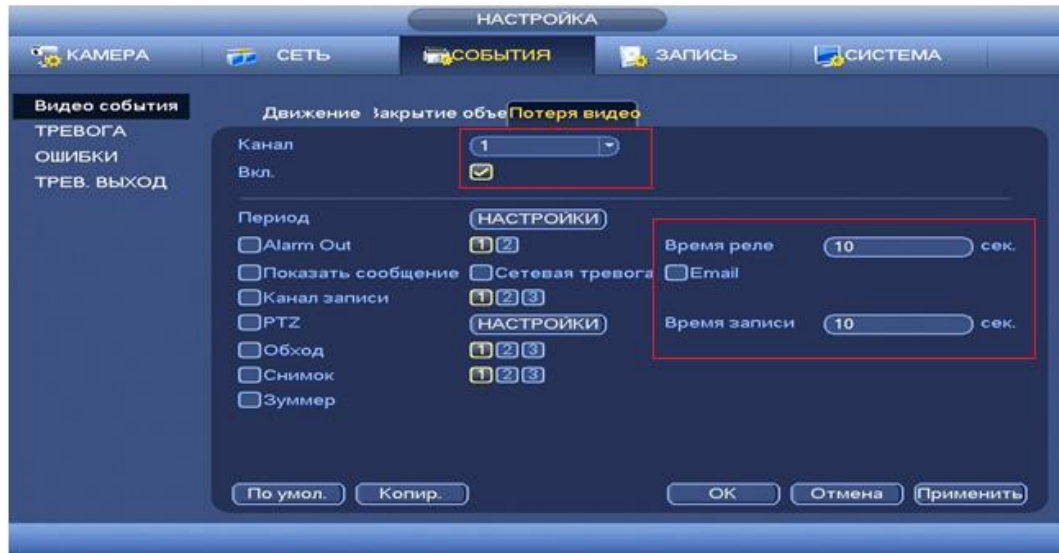 НАСТРОЙКА
КАМЕРА СЕТЬ СОБЫТИЯ ЗАПИСЬ СИСТЕМА
Видео события
ТРЕВОГА
ОШИБКИ
ТРЕВ. ВЫХОД
Движение Закрытие объе Потеря видео
Канал 1
Вкл.
Период НАСТРОЙКИ
Alarm Out 1 2 Время реле 10 сек.
Показать сообщение Сетевая тревога Email
Канал записи 1 2 3
PTZ НАСТРОЙКИ Время записи 10 сек.
Обход 1 2 3
Снимок 1 2 3
Зуммер
По умол. Копир. OK Отмена Применить